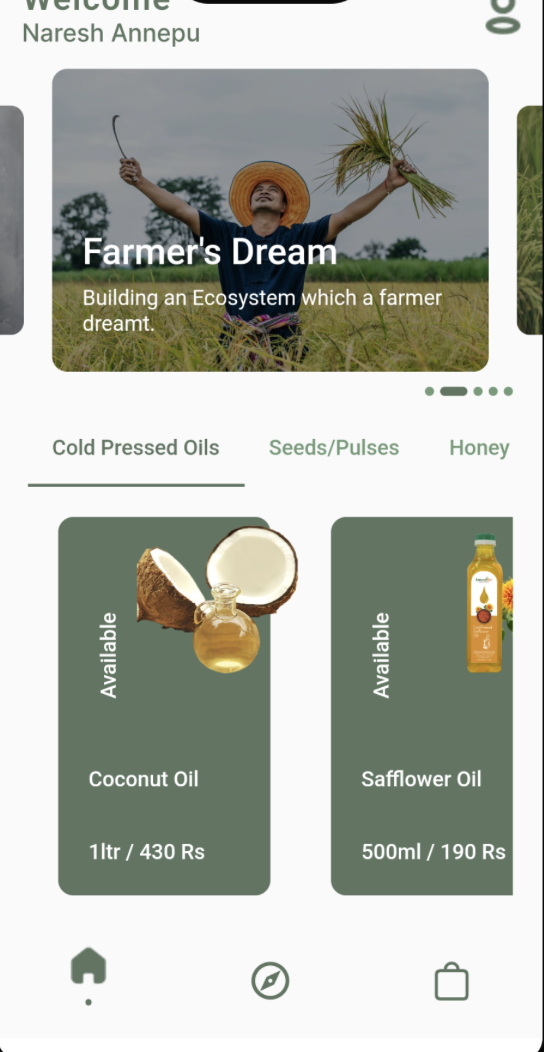 Welcome
Naresh Annepu
Farmer's Dream
Building an Ecosystem which a farmer
dreamt.
Cold Pressed Oils
Seeds/Pulses
Honey
Available
Available
Coconut Oil
Safflower Oil
1ltr / 430 Rs
500ml / 190 Rs